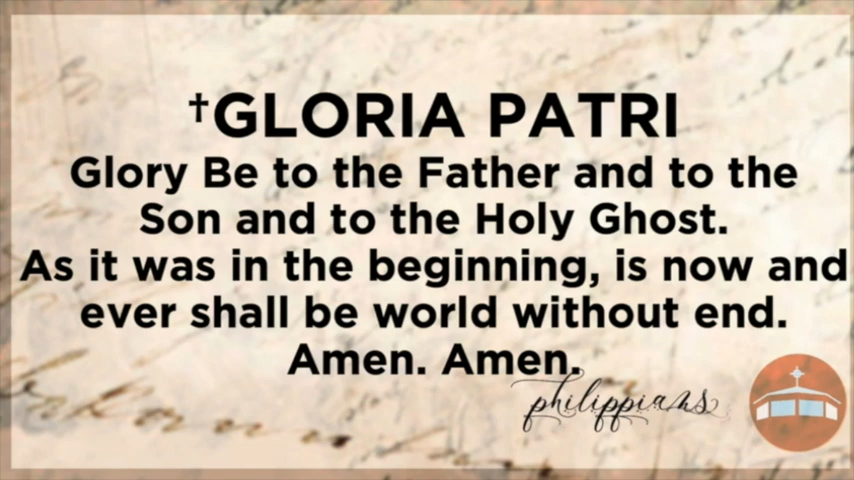 †GLORIA PATRI
Glory Be to the Father and to the
Son and to the Holy Ghost.
As it was in the beginning, is now and
ever shall be world without end.
Amen. Amen.
philippians